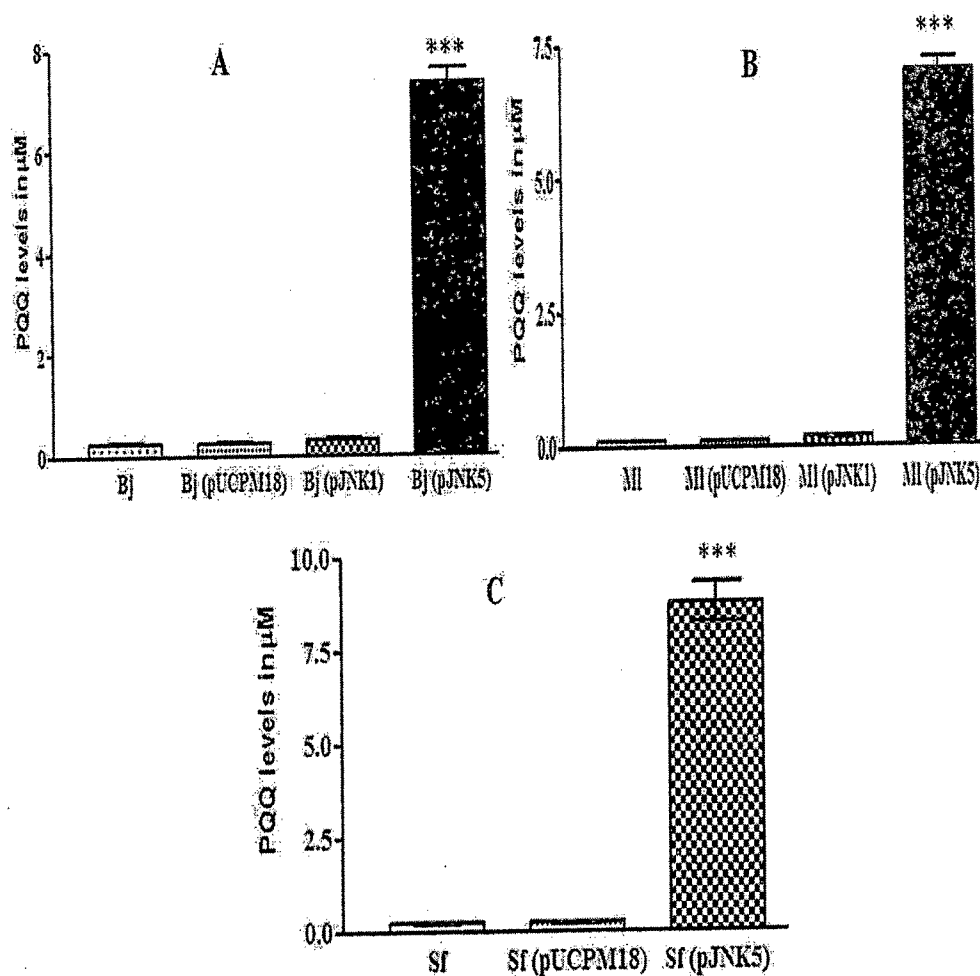 A
PQQ levels in µM
8
6
4
2
0
***
Bj
Bj (pUCPM18)
Bj (pJNK1)
Bj (pJNK5)
B
PQQ levels in µM
7.5
5.0
2.5
0.0
***
Ml
Ml (pUCPM18)
Ml (pJNK1)
Ml (pJNK5)
C
PQQ levels in µM
10.0
7.5
5.0
2.5
0.0
***
Sf
Sf (pUCPM18)
Sf (pJNK5)